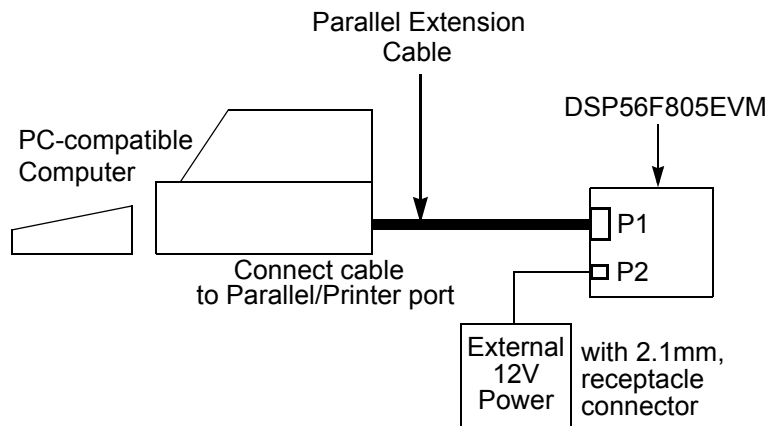 Parallel Extension
Cable
DSP56F805EVM
PC-compatible
Computer
P1
P2
Connect cable
to Parallel/Printer port
External
12V
Power
with 2.1mm,
receptacle
connector